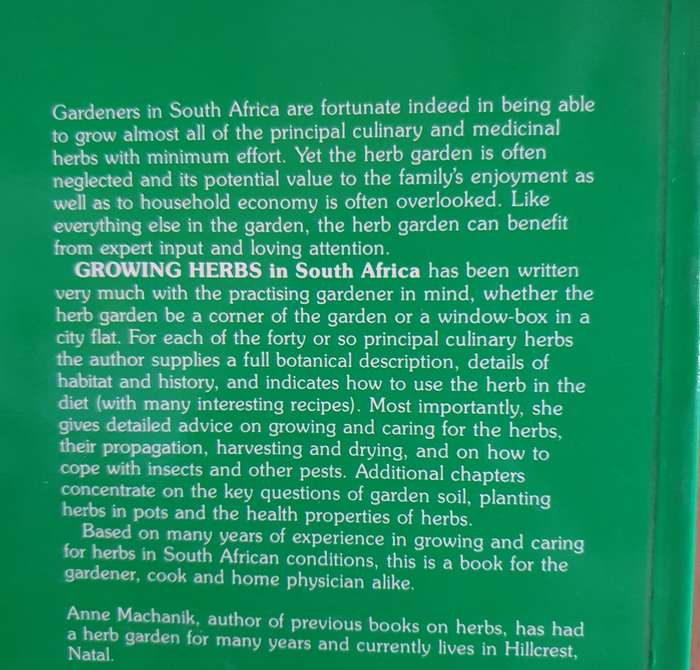 Gardeners in South Africa are fortunate indeed in being able
to grow almost all of the principal culinary and medicinal
herbs with minimum effort. Yet the herb garden is often
neglected and its potential value to the family's enjoyment as
well as to household economy is often overlooked. Like
everything else in the garden, the herb garden can benefit
from expert input and loving attention.
GROWING HERBS in South Africa has been written
very much with the practising gardener in mind, whether the
herb garden be a corner of the garden or a window-box in a
city flat. For each of the forty or so principal culinary herbs
the author supplies a full botanical description, details of
habitat and history, and indicates how to use the herb in the
diet (with many interesting recipes). Most importantly, she
gives detailed advice on growing and caring for the herbs,
their propagation, harvesting and drying, and on how to
cope with insects and other pests. Additional chapters
concentrate on the key questions of garden soil, planting
herbs in pots and the health properties of herbs.
Based on many years of experience in growing and caring
for herbs in South African conditions, this is a book for the
gardener, cook and home physician alike.
Anne Machanik, author of previous books on herbs, has had
a herb garden for many years and currently lives in Hillcrest,
Natal.